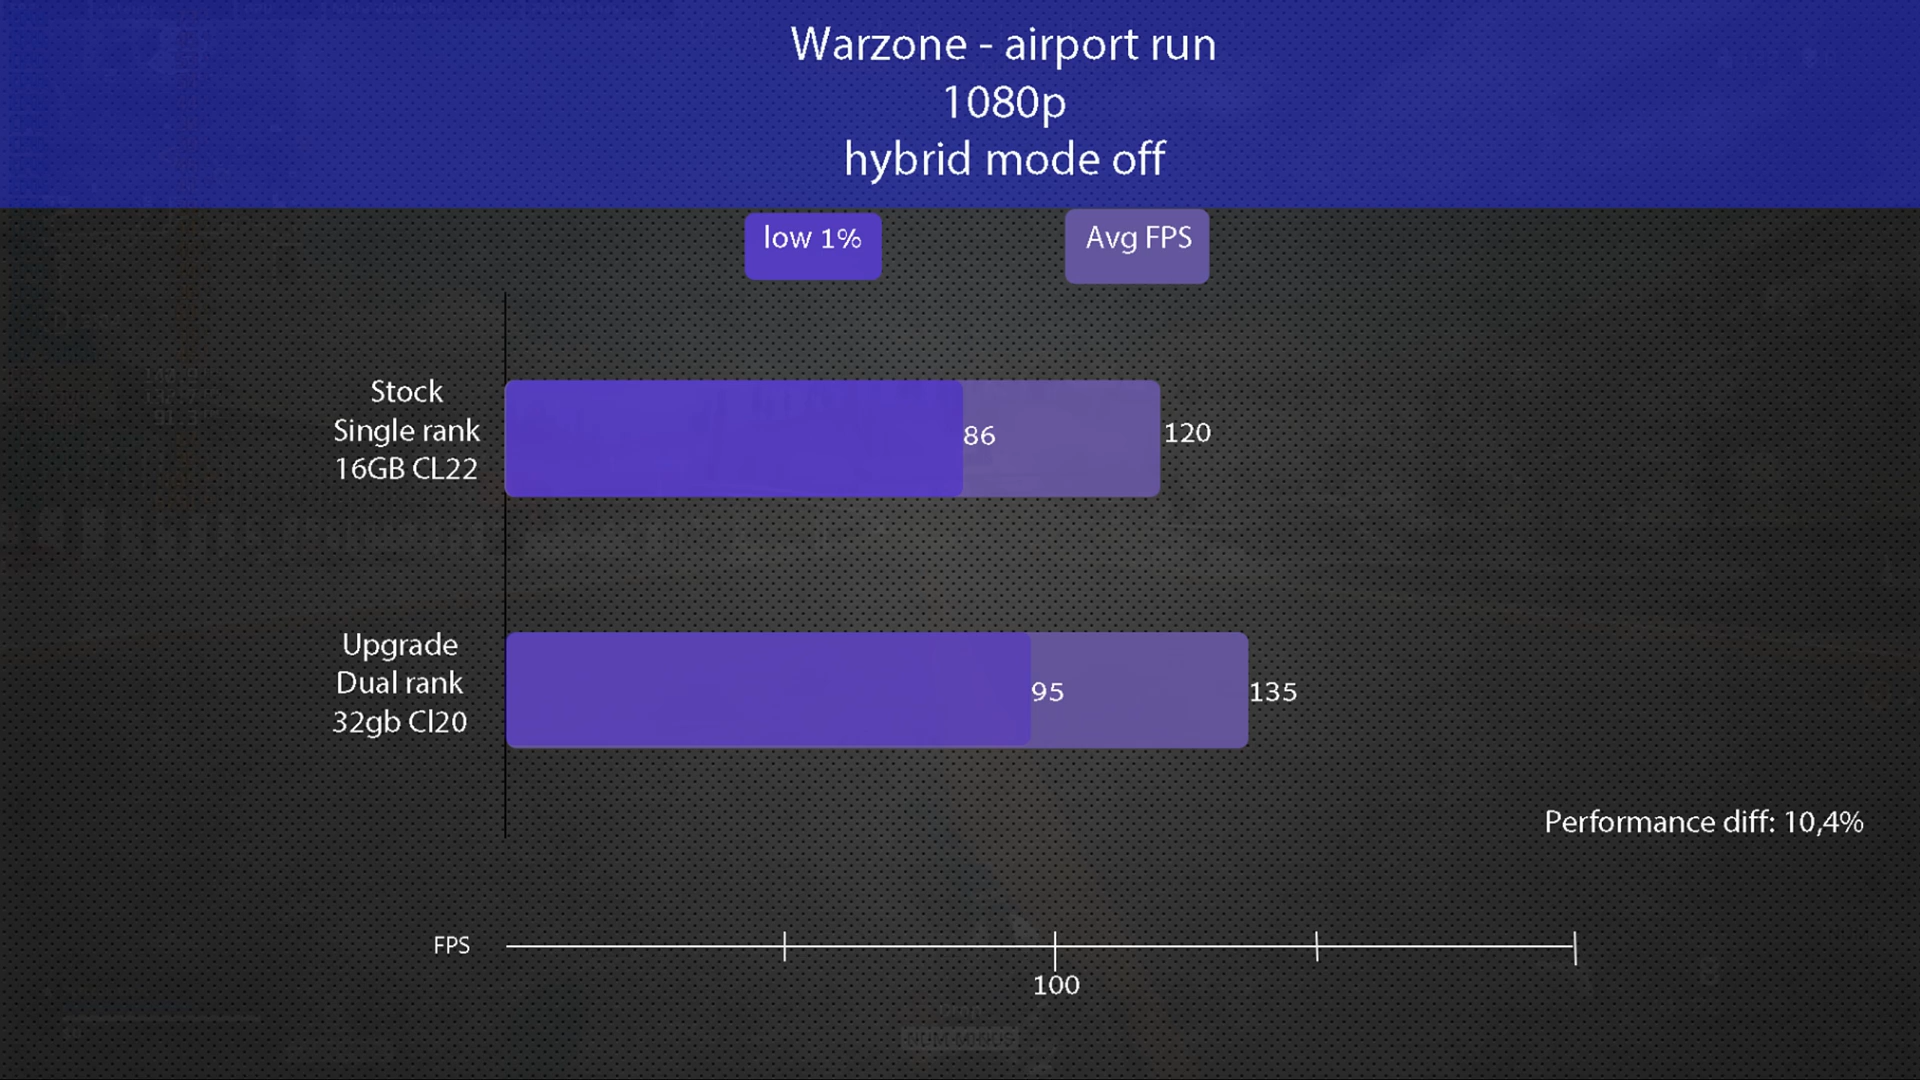 Warzone - airport run
1080p
hybrid mode off
low 1%
Avg FPS
Stock
Single rank
16GB CL22
86
120
Upgrade
Dual rank
32gb Cl20
95
135
Performance diff: 10,4%
FPS
100